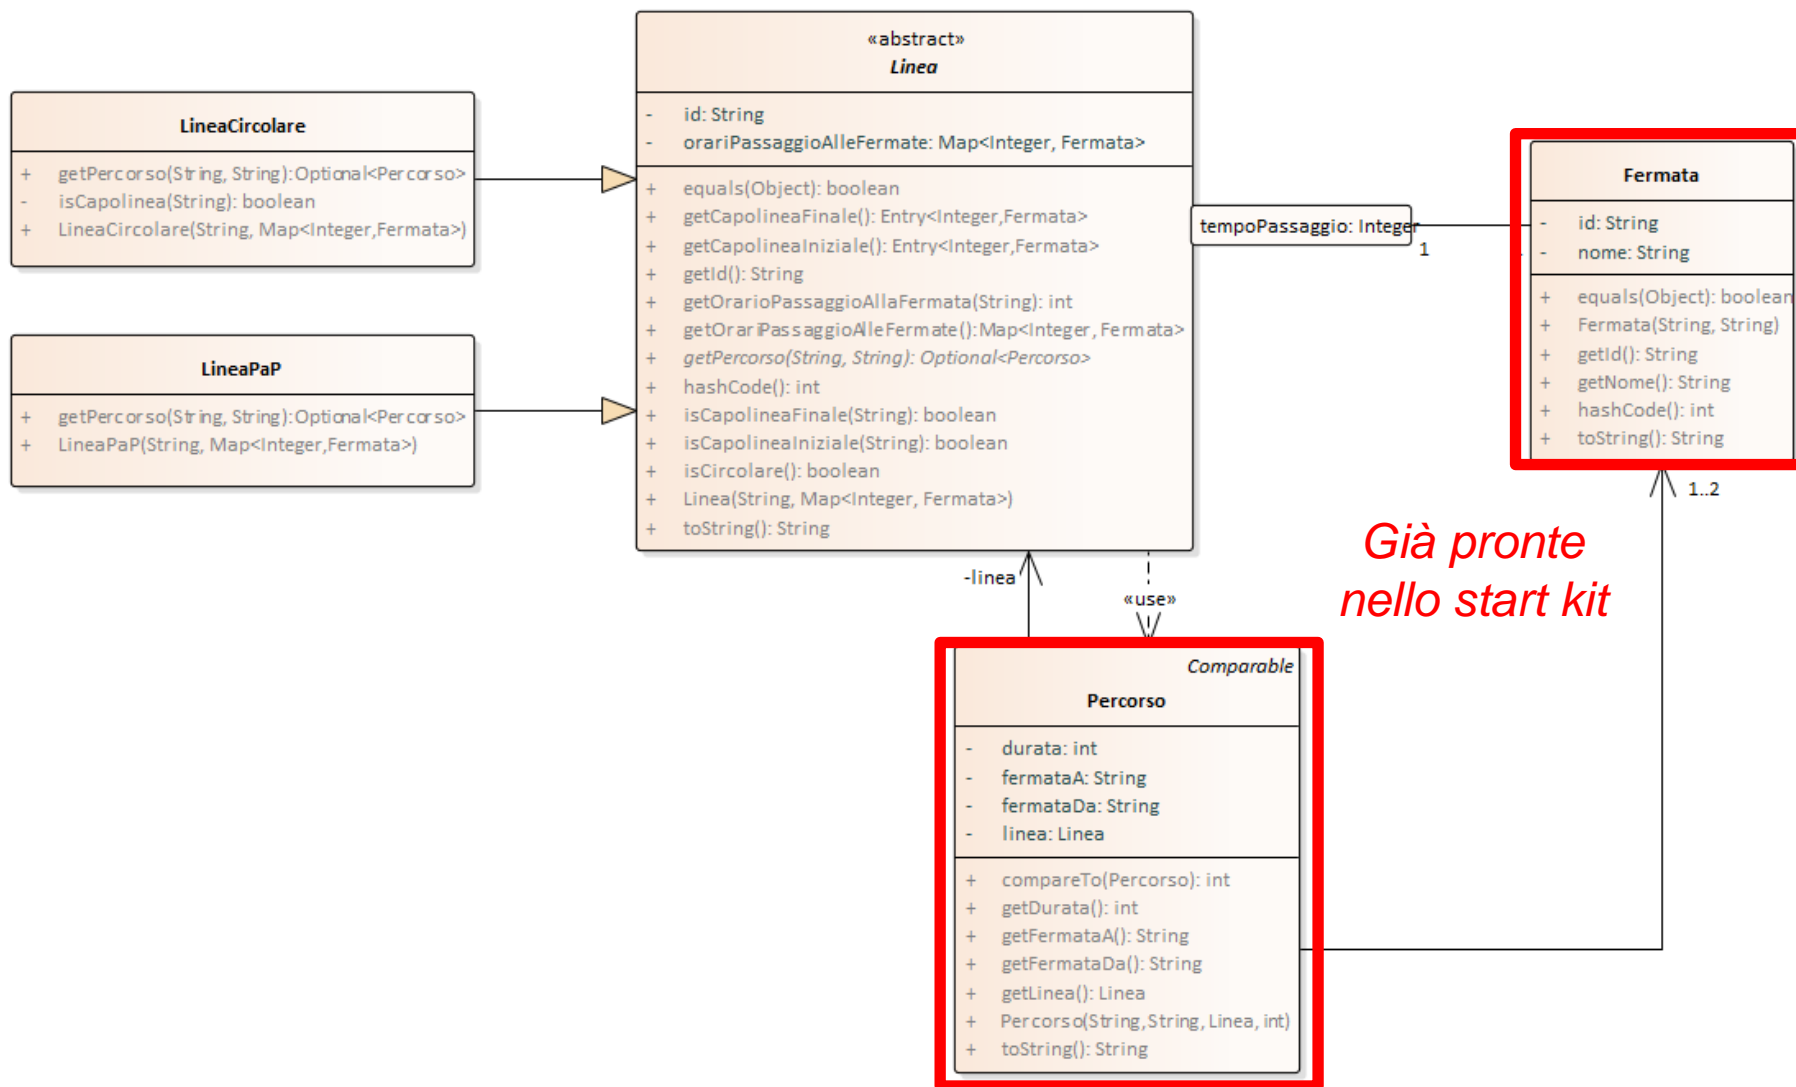 LineaCircolare
+ getPercorso(String, String):Optional<Percorso>
- isCapolinea(String): boolean
+ LineaCircolare(String, Map<Integer,Fermata>)
LineaPaP
+ getPercorso(String, String):Optional<Percorso>
+ LineaPaP(String, Map<Integer,Fermata>)
«abstract»
Linea
- id: String
- orariPassaggioAlleFermate: Map<Integer, Fermata>
+ equals(Object): boolean
+ getCapolineaFinale(): Entry<Integer,Fermata>
+ getCapolineaIniziale(): Entry<Integer,Fermata>
+ getId(): String
+ getOrarioPassaggioAllaFermata(String): int
+ getOrariPassaggioAlleFermate():Map<Integer, Fermata>
+ getPercorso(String, String): Optional<Percorso>
+ hashCode(): int
+ isCapolineaFinale(String): boolean
+ isCapolineaIniziale(String): boolean
+ isCircolare(): boolean
+ Linea(String, Map<Integer, Fermata>)
+ toString(): String
tempoPassaggio: Integer
1
Fermata
- id: String
- nome: String
+ equals(Object): boolean
+ Fermata(String, String)
+ getId(): String
+ getNome(): String
+ hashCode(): int
+ toString(): String
1..2
Già pronte
nello start kit
-linea
«use»
Comparable
Percorso
- durata: int
- fermataA: String
- fermataDa: String
- linea: Linea
+ compareTo(Percorso): int
+ getDurata(): int
+ getFermataA(): String
+ getFermataDa(): String
+ getLinea(): Linea
+ Percorso(String,String, Linea, int)
+ toString(): String